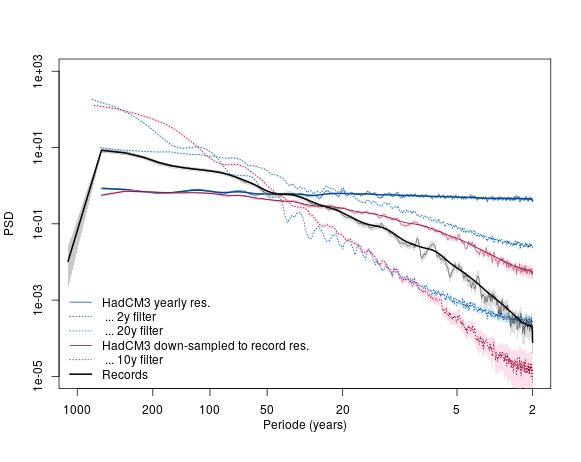 1e+03
1e+01
1e-01
1e-03
1e-05
PSD
HadCM3 yearly res.
... 2y filter
... 20y filter
HadCM3 down-sampled to record res.
... 10y filter
Records
1000 200 100 50 20 5 2
Periode (years)